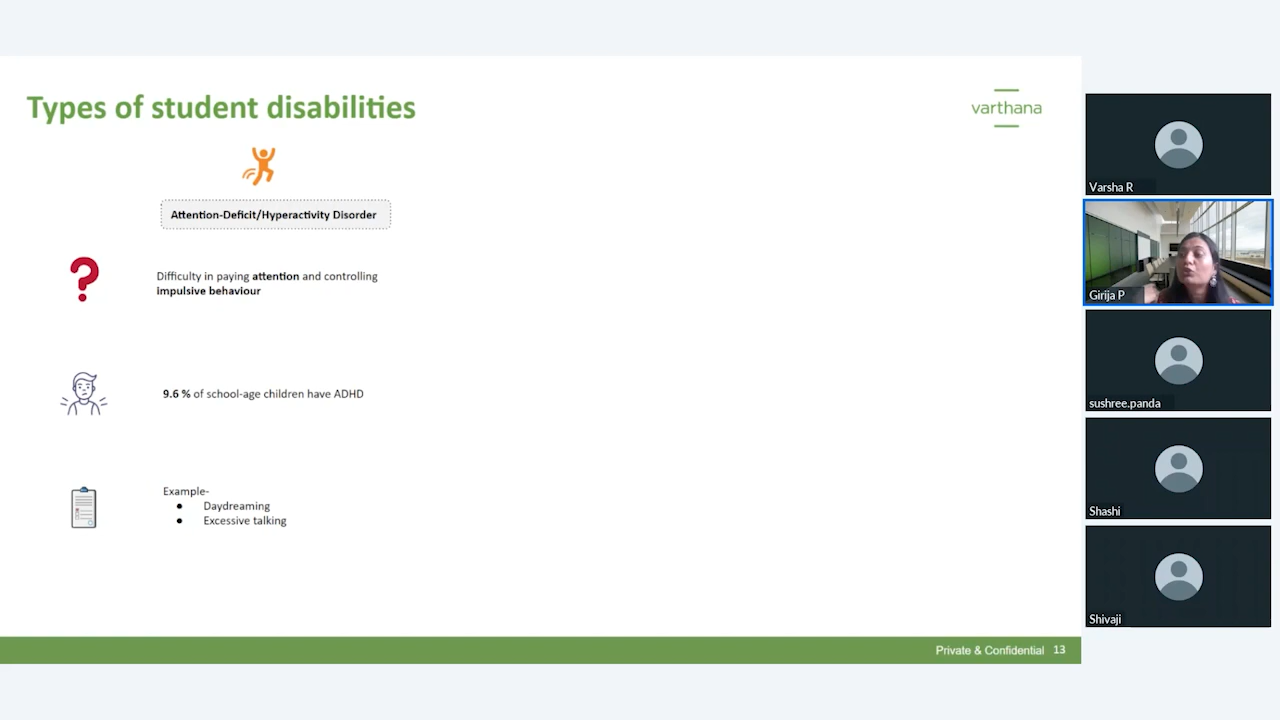 Types of student disabilities
varthana
Attention-Deficit/Hyperactivity Disorder
Difficulty in paying attention and controlling
impulsive behaviour
9.6 % of school-age children have ADHD
Example-
● Daydreaming
● Excessive talking
Private & Confidential 13
Varsha R
Girija P
sushree.panda
Shashi
Shivaji